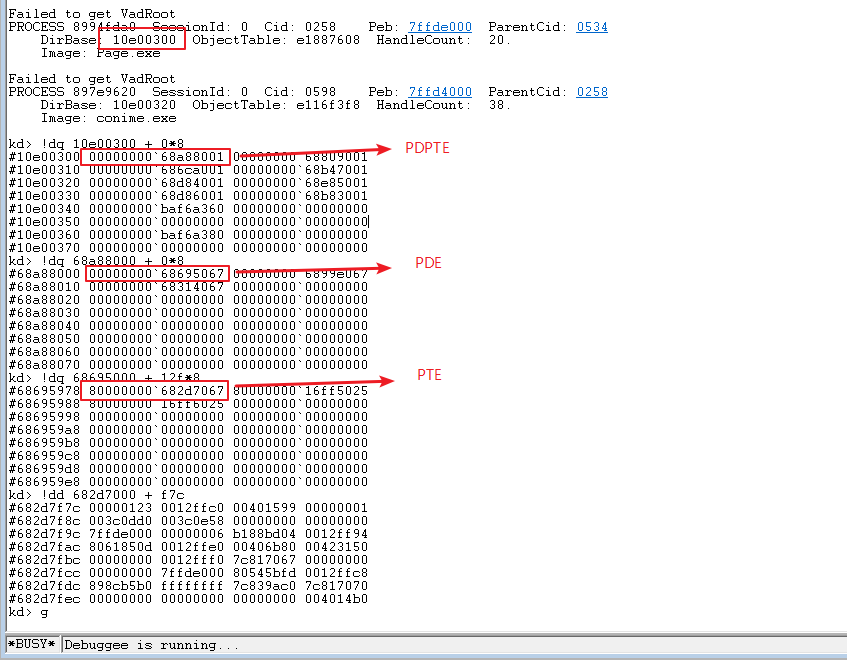 Failed to get VadRoot
PROCESS 8994fda0  SessionId: 0  Cid: 0258    Peb: 7ffde000  ParentCid: 0534
    DirBase: 10e00300  ObjectTable: e1887608  HandleCount:  20.
    Image: Page.exe
Failed to get VadRoot
PROCESS 897e9620  SessionId: 0  Cid: 0598    Peb: 7ffd4000  ParentCid: 0258
    DirBase: 10e00320  ObjectTable: e116f3f8  HandleCount:  38.
    Image: conime.exe
kd> !dq 10e00300 + 0*8
#10e00300 00000000`68a88001 00000000`68809001 PDPTE
#10e00310 00000000`686ca001 00000000`68b47001
#10e00320 00000000`68d84001 00000000`68e85001
#10e00330 00000000`68d86001 00000000`68b83001
#10e00340 00000000`baf6a360 00000000`00000000
#10e00350 00000000`00000000 00000000`00000000
#10e00360 00000000`baf6a380 00000000`00000000
#10e00370 00000000`00000000 00000000`00000000
kd> !dq 68a88000 + 0*8
#68a88000 00000000`68695067 00000000`6899e067 PDE
#68a88010 00000000`68314067 00000000`00000000
#68a88020 00000000`00000000 00000000`00000000
#68a88030 00000000`00000000 00000000`00000000
#68a88040 00000000`00000000 00000000`00000000
#68a88050 00000000`00000000 00000000`00000000
#68a88060 00000000`00000000 00000000`00000000
#68a88070 00000000`00000000 00000000`00000000
kd> !dq 68695000 + 12f*8
#68695978 80000000`682d7067 80000000`16ff5025 PTE
#68695988 80000000`16ff6025 00000000`00000000
#68695998 00000000`00000000 00000000`00000000
#686959a8 00000000`00000000 00000000`00000000
#686959b8 00000000`00000000 00000000`00000000
#686959c8 00000000`00000000 00000000`00000000
#686959d8 00000000`00000000 00000000`00000000
#686959e8 00000000`00000000 00000000`00000000
kd> !dd 682d7000 + f7c
#682d7f7c 00000123 0012ffc0 00401599 00000001
#682d7f8c 003c0dd0 003c0e58 00000000 00000000
#682d7f9c 7ffde000 00000006 b188bd04 0012ff94
#682d7fac 8061850d 0012ffe0 00406b80 00423150
#682d7fbc 00000000 0012fff0 7c817067 00000000
#682d7fcc 00000000 7ffde000 80545bfd 0012ffc8
#682d7fdc 898cb5b0 ffffffff 7c839ac0 7c817070
#682d7fec 00000000 00000000 00000000 004014b0
kd> g
*BUSY* Debuggee is running...